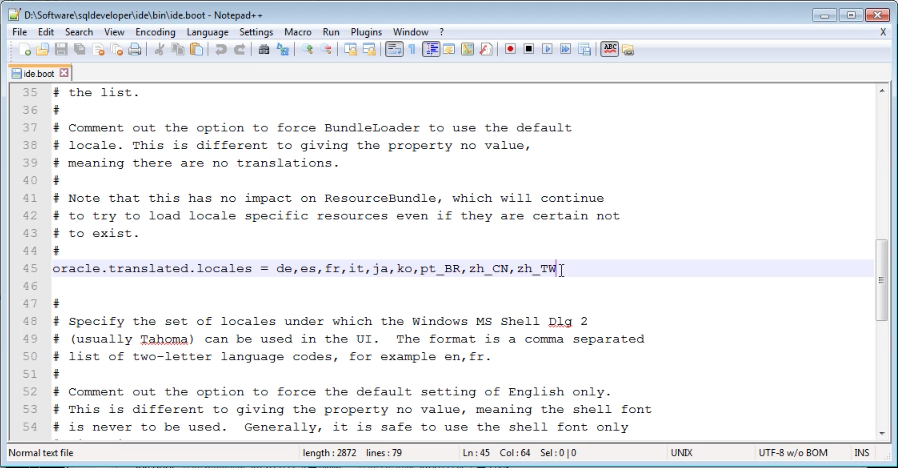 D:\Software\sqldeveloper\ide\bin\ide.boot - Notepad++
File Edit Search View Encoding Language Settings Macro Run Plugins Window ? X
ide.boot
35 # the list.
36 #
37 # Comment out the option to force BundleLoader to use the default
38 # locale. This is different to giving the property no value,
39 # meaning there are no translations.
40 #
41 # Note that this has no impact on ResourceBundle, which will continue
42 # to try to load locale specific resources even if they are certain not
43 # to exist.
44 #
45 oracle.translated.locales = de,es,fr,it,ja,ko,pt_BR,zh_CN,zh_TW
46
47 #
48 # Specify the set of locales under which the Windows MS Shell Dlg 2
49 # (usually Tahoma) can be used in the UI.  The format is a comma separated
50 # list of two-letter language codes, for example en,fr.
51 #
52 # Comment out the option to force the default setting of English only.
53 # This is different to giving the property no value, meaning the shell font
54 # is never to be used.  Generally, it is safe to use the shell font only
Normal text file length : 2872 lines : 79 Ln : 45 Col : 64 Sel : 0 | 0 UNIX UTF-8 w/o BOM INS